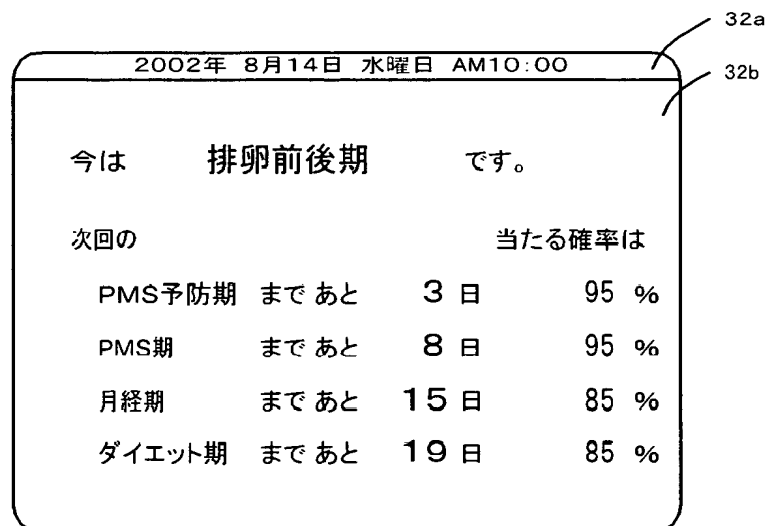 32a
2002年 8月14日 水曜日 AM10:00
32b
今は 排卵前後期 です。
次回の 当たる確率は
PMS予防期 まで あと 3 日 95 %
PMS期 まで あと 8 日 95 %
月経期 まで あと 15 日 85 %
ダイエット期 まで あと 19 日 85 %